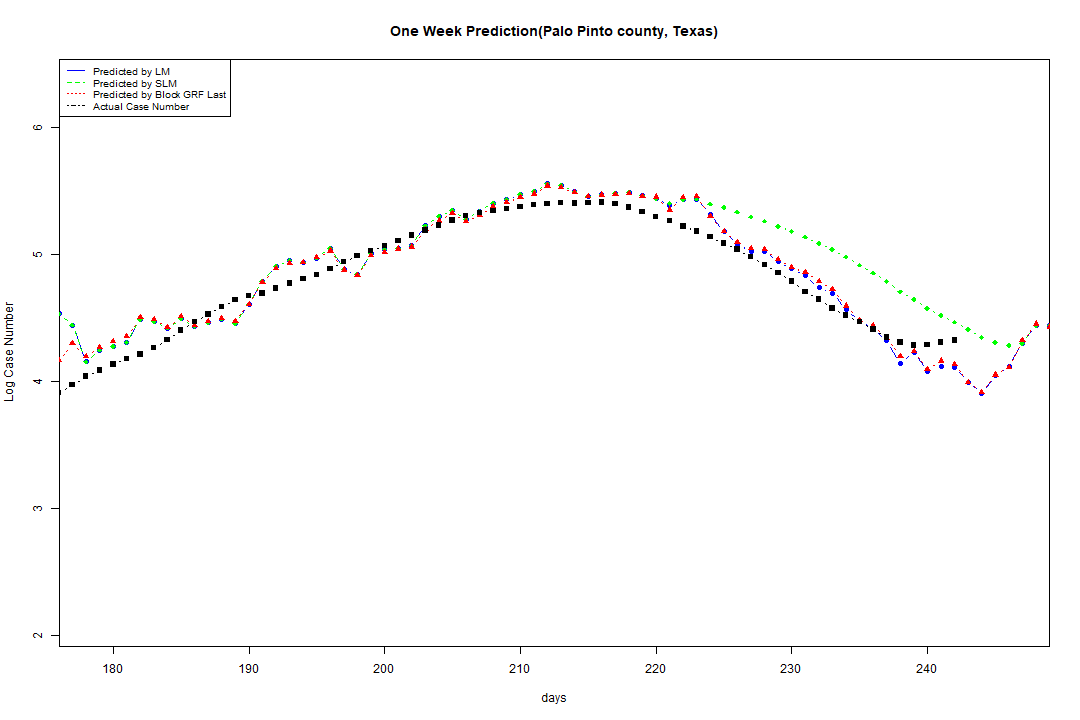 One Week Prediction(Palo Pinto county, Texas)
Predicted by LM
Predicted by SLM
Predicted by Block GRF Last
Actual Case Number
6
5
4
3
2
Log Case Number
180 190 200 210 220 230 240
days